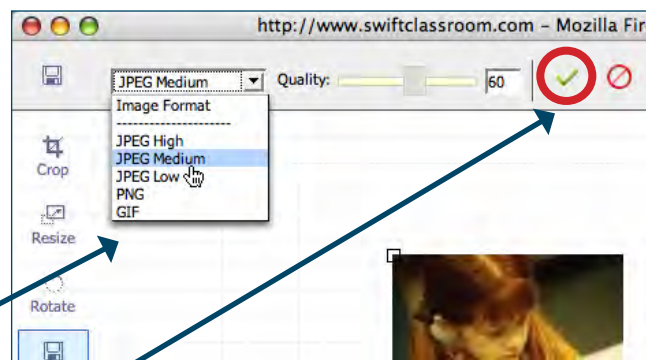 http://www.swiftclassroom.com – Mozilla Fir
JPEG Medium Quality: 60
Image Format
--------------------
JPEG High
JPEG Medium
JPEG Low
PNG
GIF
Crop
Resize
Rotate